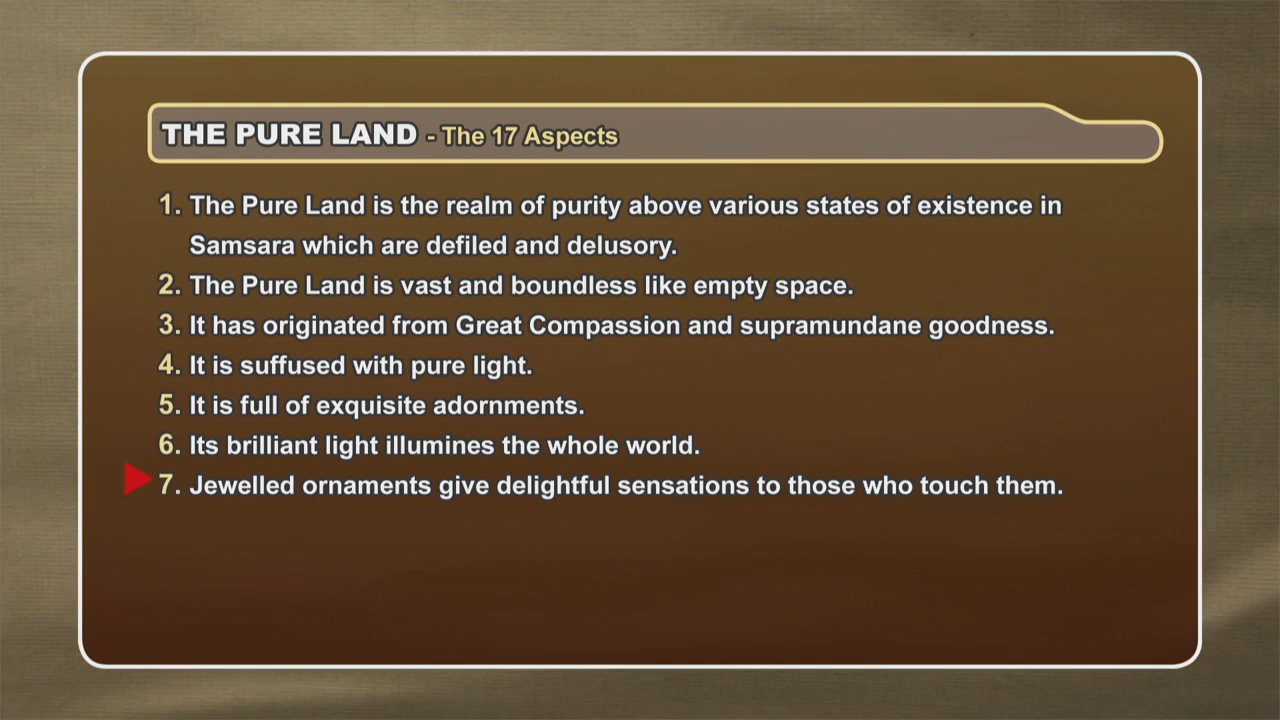 THE PURE LAND - The 17 Aspects
1. The Pure Land is the realm of purity above various states of existence in
Samsara which are defiled and delusory.
2. The Pure Land is vast and boundless like empty space.
3. It has originated from Great Compassion and supramundane goodness.
4. It is suffused with pure light.
5. It is full of exquisite adornments.
6. Its brilliant light illumines the whole world.
7. Jewelled ornaments give delightful sensations to those who touch them.